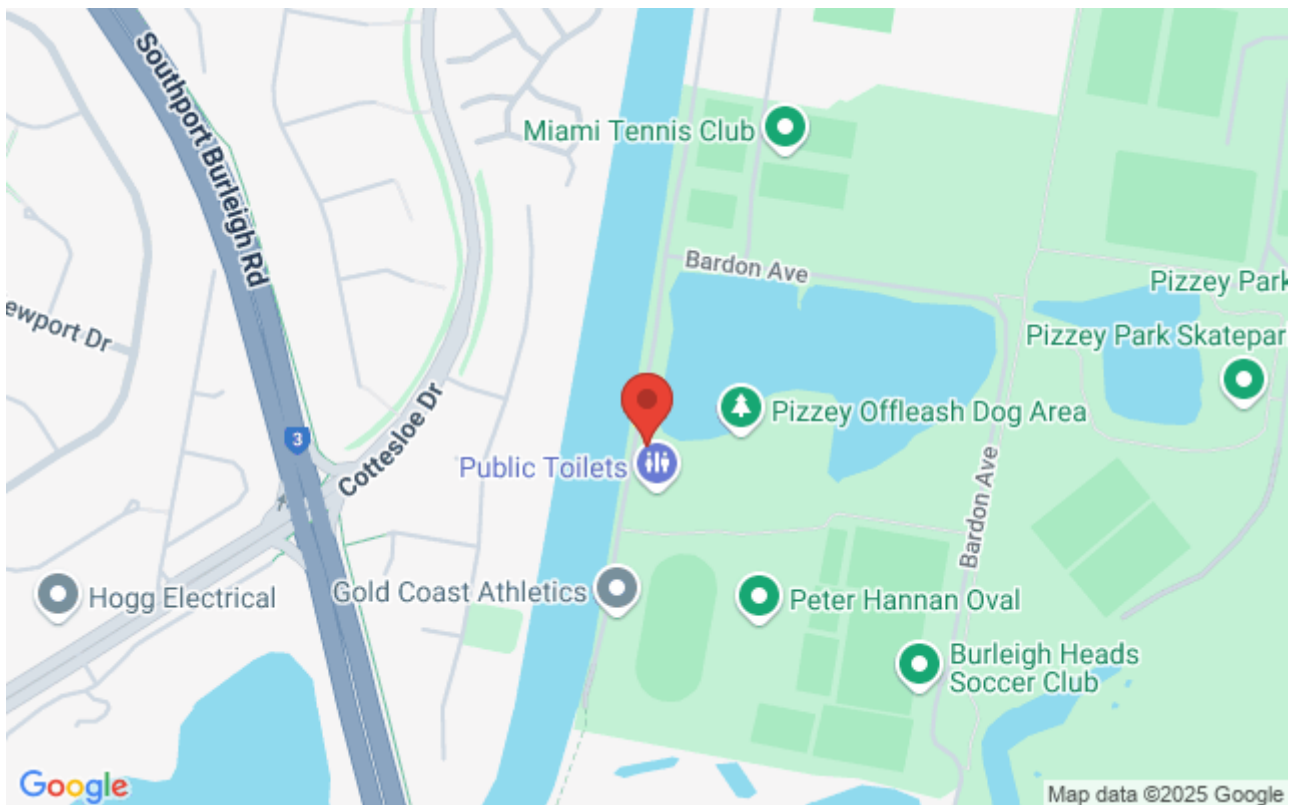 Southport Burleigh Rd
Miami Tennis Club
Bardon Ave
Pizzey Park
ewport Dr
Pizzey Park Skatepar
3
Cottesloe Dr
Pizzey Offleash Dog Area
Public Toilets
Bardon Ave
Hogg Electrical
Gold Coast Athletics
Peter Hannan Oval
Burleigh Heads
Soccer Club
Google
Map data ©2025 Google